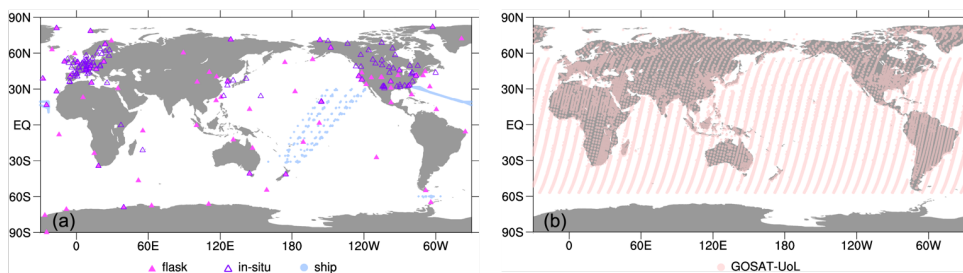 90N
60N
30N
EQ
30S
60S
90S
(a)
0
60E
120E
180
120W
60W
flask
in-situ
ship
90N
60N
30N
EQ
30S
60S
90S
(b)
0
60E
120E
180
120W
60W
GOSAT-UoL